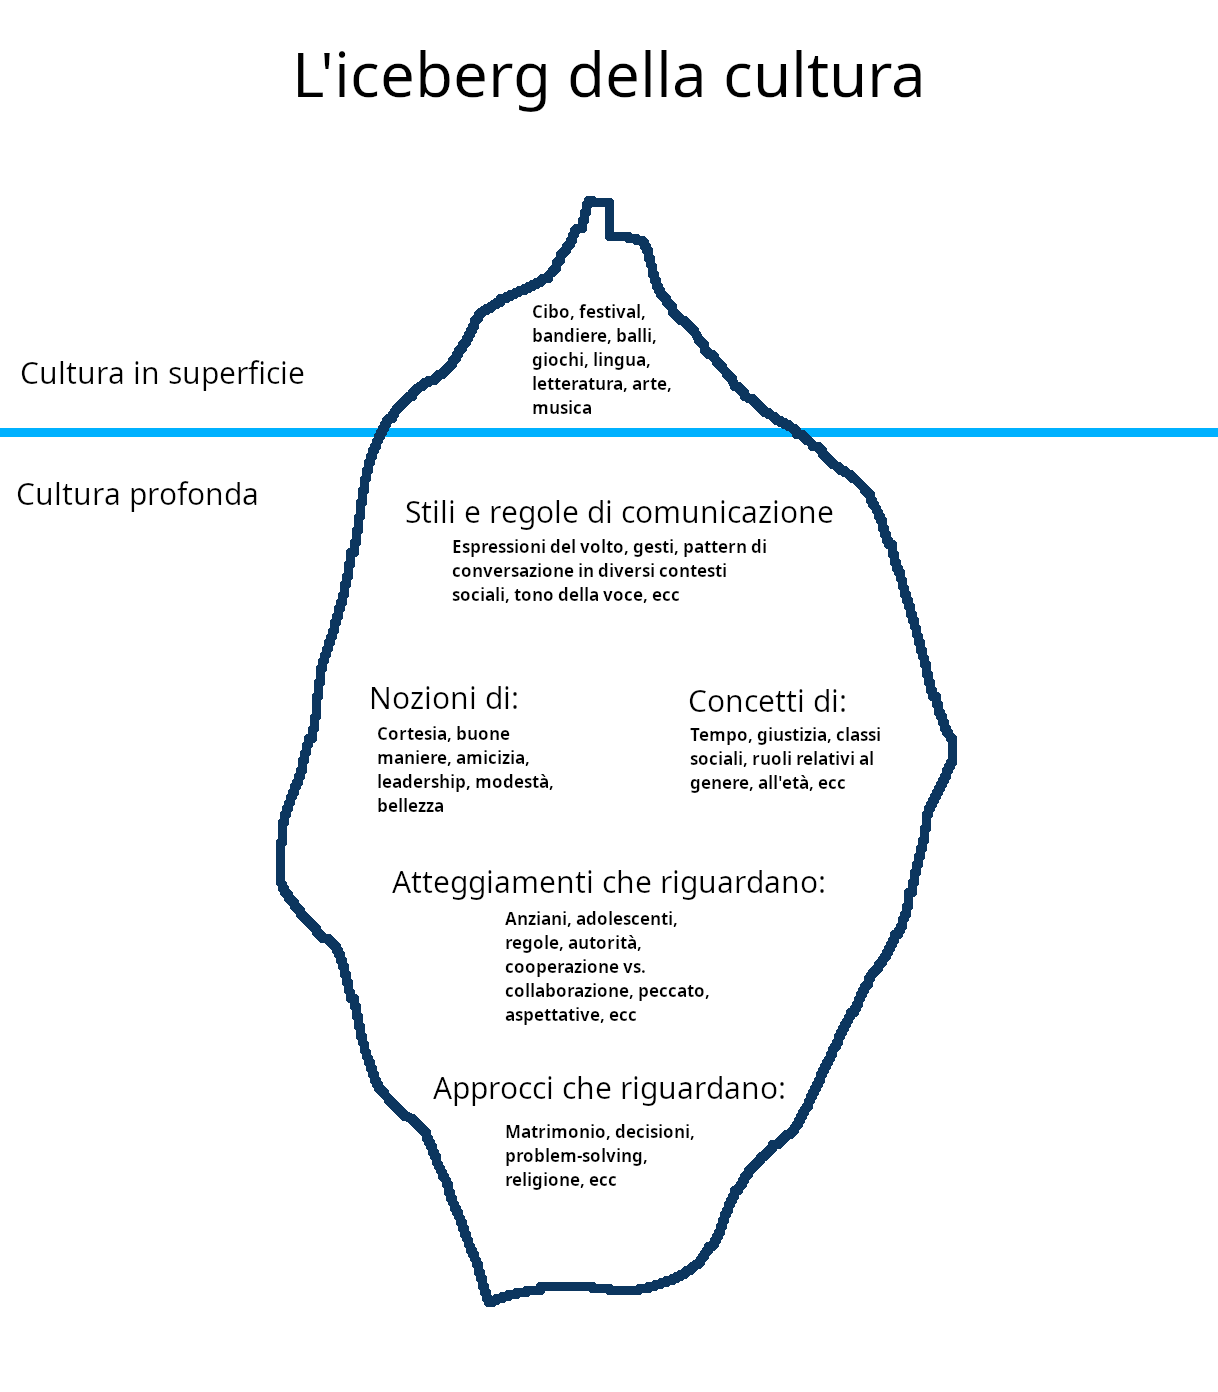 L'iceberg della cultura
Cibo, festival,
bandiere, balli,
giochi, lingua,
letteratura, arte,
musica
Cultura in superficie
Cultura profonda
Stili e regole di comunicazione
Espressioni del volto, gesti, pattern di
conversazione in diversi contesti
sociali, tono della voce, ecc
Nozioni di:
Cortesia, buone
maniere, amicizia,
leadership, modestà,
bellezza
Concetti di:
Tempo, giustizia, classi
sociali, ruoli relativi al
genere, all'età, ecc
Atteggiamenti che riguardano:
Anziani, adolescenti,
regole, autorità,
cooperazione vs.
collaborazione, peccato,
aspettative, ecc
Approcci che riguardano:
Matrimonio, decisioni,
problem-solving,
religione, ecc